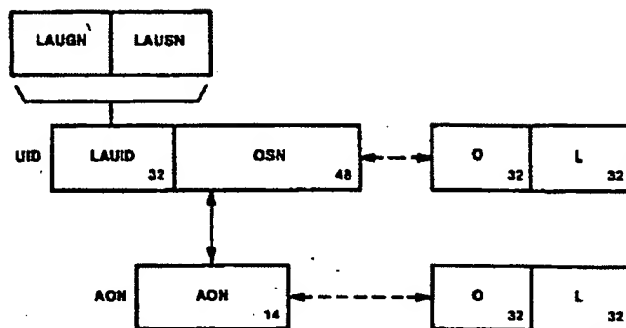 LAUGN LAUSN
UID LAUID 32 OSN 48 O 32 L 32
AON AON 14 O 32 L 32